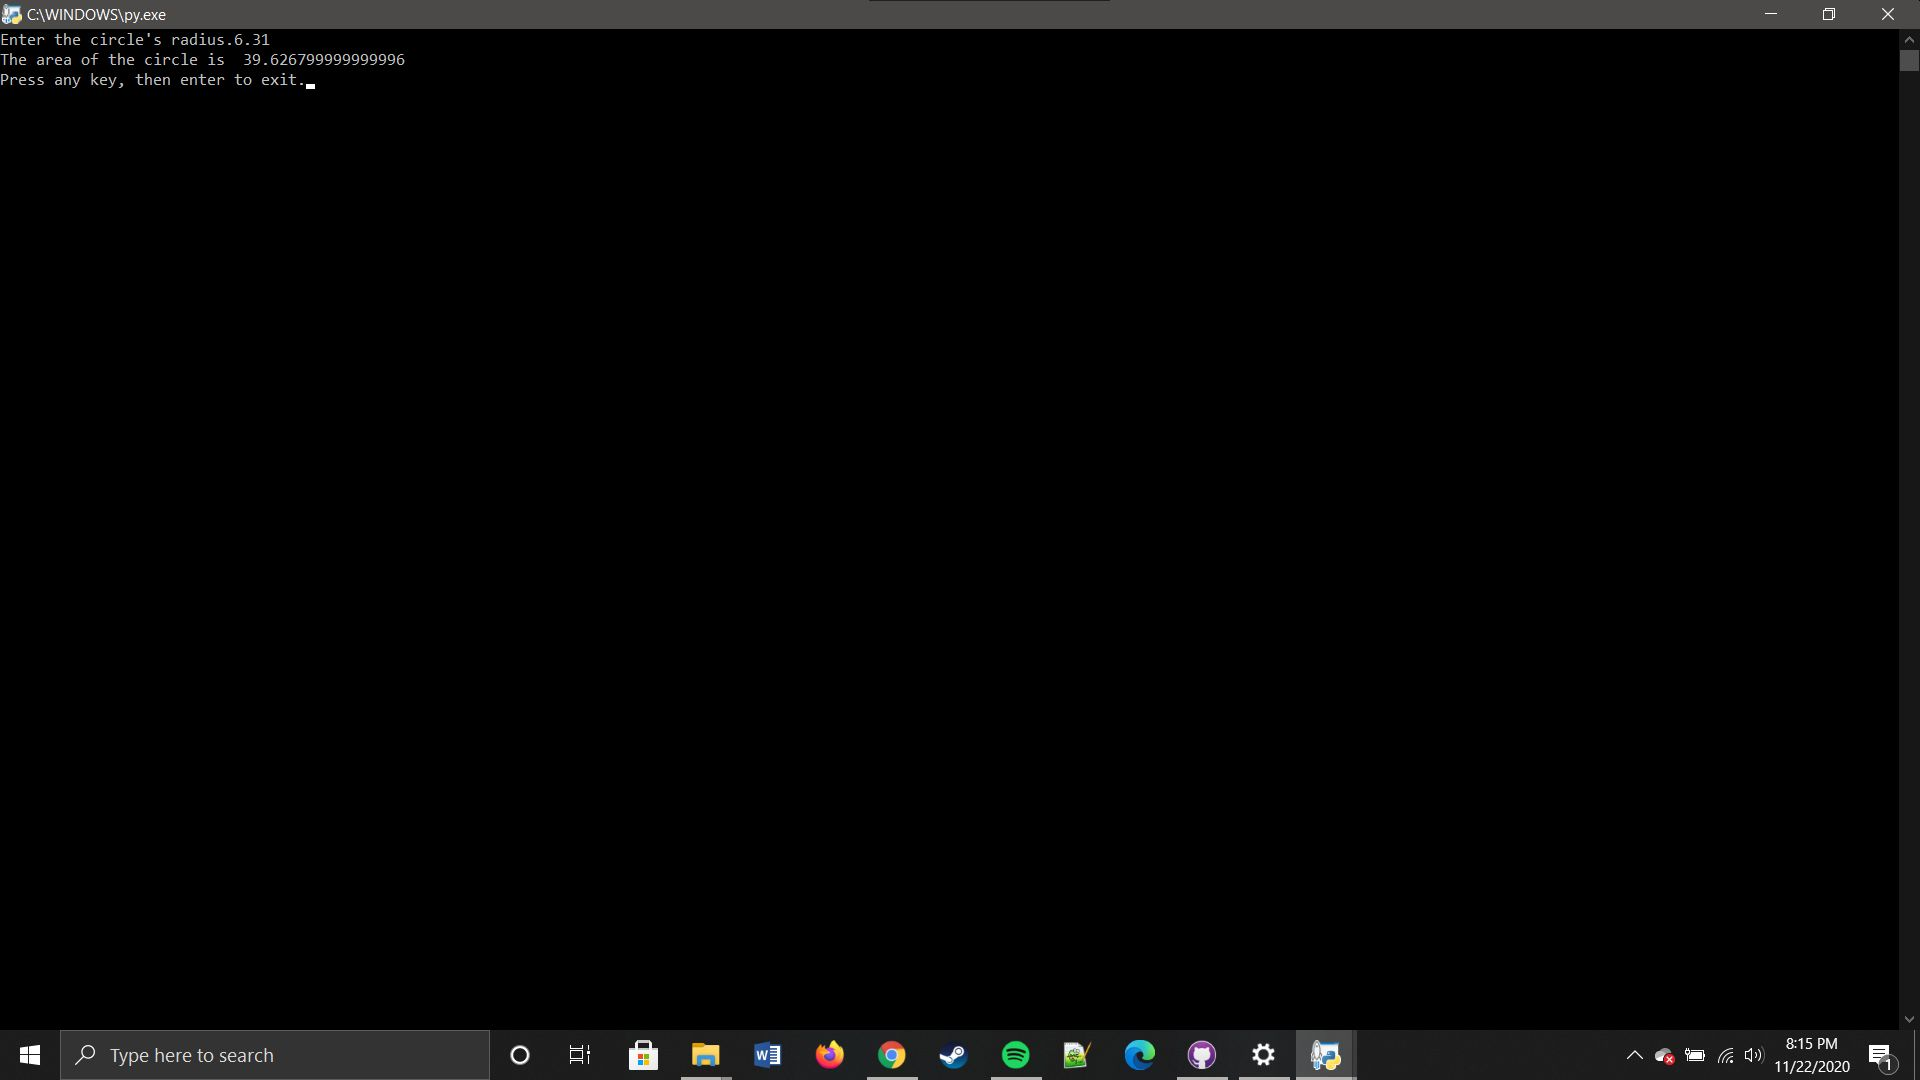 C:\WINDOWS\py.exe
Enter the circle's radius.6.31
The area of the circle is  39.626799999999996
Press any key, then enter to exit.
Type here to search
8:15 PM
11/22/2020
1